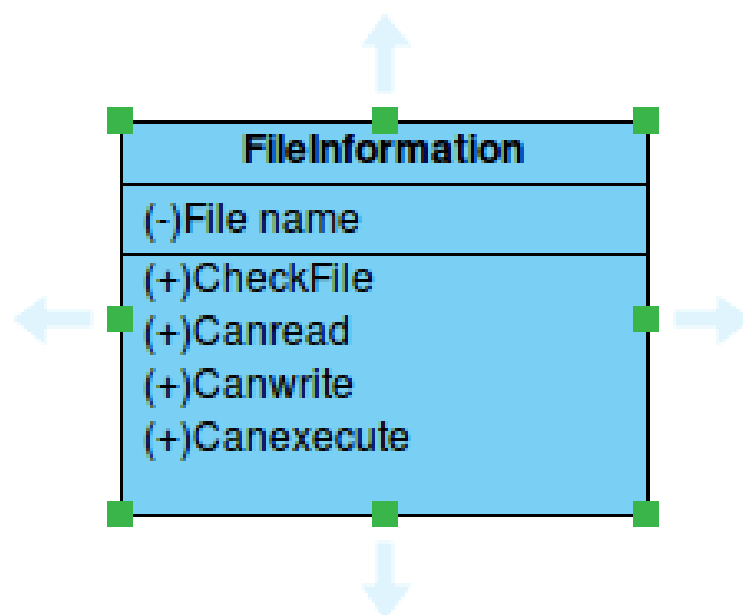 FileInformation
(-)File name
(+)CheckFile
(+)Canread
(+)Canwrite
(+)Canexecute